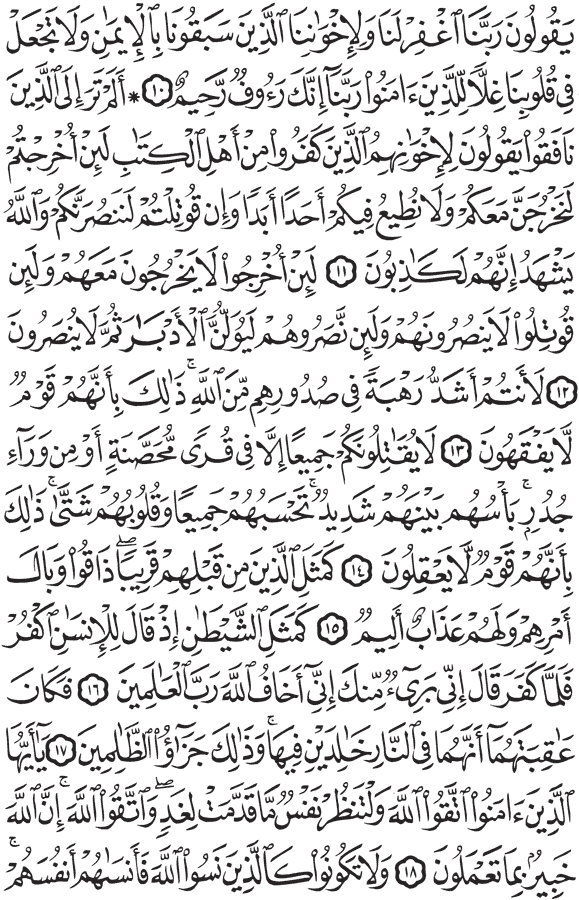 يَقُولُونَ رَبَّنَا ٱغْفِرْ لَنَا وَلِإِخْوَٰنِنَا ٱلَّذِينَ سَبَقُونَا بِٱلْإِيمَٰنِ وَلَا تَجْعَلْ
فِى قُلُوبِنَا غِلًّا لِّلَّذِينَ ءَامَنُوا۟ رَبَّنَآ إِنَّكَ رَءُوفٌ رَّحِيمٌ ١٠ * أَلَمْ تَرَ إِلَى ٱلَّذِينَ
نَافَقُوا۟ يَقُولُونَ لِإِخْوَٰنِهِمُ ٱلَّذِينَ كَفَرُوا۟ مِنْ أَهْلِ ٱلْكِتَٰبِ لَئِنْ أُخْرِجْتُمْ
لَنَخْرُجَنَّ مَعَكُمْ وَلَا نُطِيعُ فِيكُمْ أَحَدًا أَبَدًا وَإِن قُوتِلْتُمْ لَنَنصُرَنَّكُمْ وَٱللَّهُ
يَشْهَدُ إِنَّهُمْ لَكَٰذِبُونَ ١١ لَئِنْ أُخْرِجُوا۟ لَا يَخْرُجُونَ مَعَهُمْ وَلَئِن
قُوتِلُوا۟ لَا يَنصُرُونَهُمْ وَلَئِن نَّصَرُوهُمْ لَيُوَلُّنَّ ٱلْأَدْبَٰرَ ثُمَّ لَا يُنصَرُونَ
١٢ لَأَنتُمْ أَشَدُّ رَهْبَةً فِى صُدُورِهِم مِّنَ ٱللَّهِ ۚ ذَٰلِكَ بِأَنَّهُمْ قَوْمٌ
لَّا يَفْقَهُونَ ١٣ لَا يُقَٰتِلُونَكُمْ جَمِيعًا إِلَّا فِى قُرًى مُّحَصَّنَةٍ أَوْ مِن وَرَآءِ
جُدُرٍۭ ۚ بَأْسُهُم بَيْنَهُمْ شَدِيدٌ ۚ تَحْسَبُهُمْ جَمِيعًا وَقُلُوبُهُمْ شَتَّىٰ ۚ ذَٰلِكَ
بِأَنَّهُمْ قَوْمٌ لَّا يَعْقِلُونَ ١٤ كَمَثَلِ ٱلَّذِينَ مِن قَبْلِهِمْ قَرِيبًا ۖ ذَاقُوا۟ وَبَالَ
أَمْرِهِمْ وَلَهُمْ عَذَابٌ أَلِيمٌ ١٥ كَمَثَلِ ٱلشَّيْطَٰنِ إِذْ قَالَ لِلْإِنسَٰنِ ٱكْفُرْ
فَلَمَّا كَفَرَ قَالَ إِنِّى بَرِىٓءٌ مِّنكَ إِنِّىٓ أَخَافُ ٱللَّهَ رَبَّ ٱلْعَٰلَمِينَ ١٦ فَكَانَ
عَٰقِبَتَهُمَآ أَنَّهُمَا فِى ٱلنَّارِ خَٰلِدَيْنِ فِيهَا ۚ وَذَٰلِكَ جَزَٰٓؤُا۟ ٱلظَّٰلِمِينَ ١٧ يَٰٓأَيُّهَا
ٱلَّذِينَ ءَامَنُوا۟ ٱتَّقُوا۟ ٱللَّهَ وَلْتَنظُرْ نَفْسٌ مَّا قَدَّمَتْ لِغَدٍ ۖ وَٱتَّقُوا۟ ٱللَّهَ ۚ إِنَّ ٱللَّهَ
خَبِيرٌۢ بِمَا تَعْمَلُونَ ١٨ وَلَا تَكُونُوا۟ كَٱلَّذِينَ نَسُوا۟ ٱللَّهَ فَأَنسَىٰهُمْ أَنفُسَهُمْ ۚ